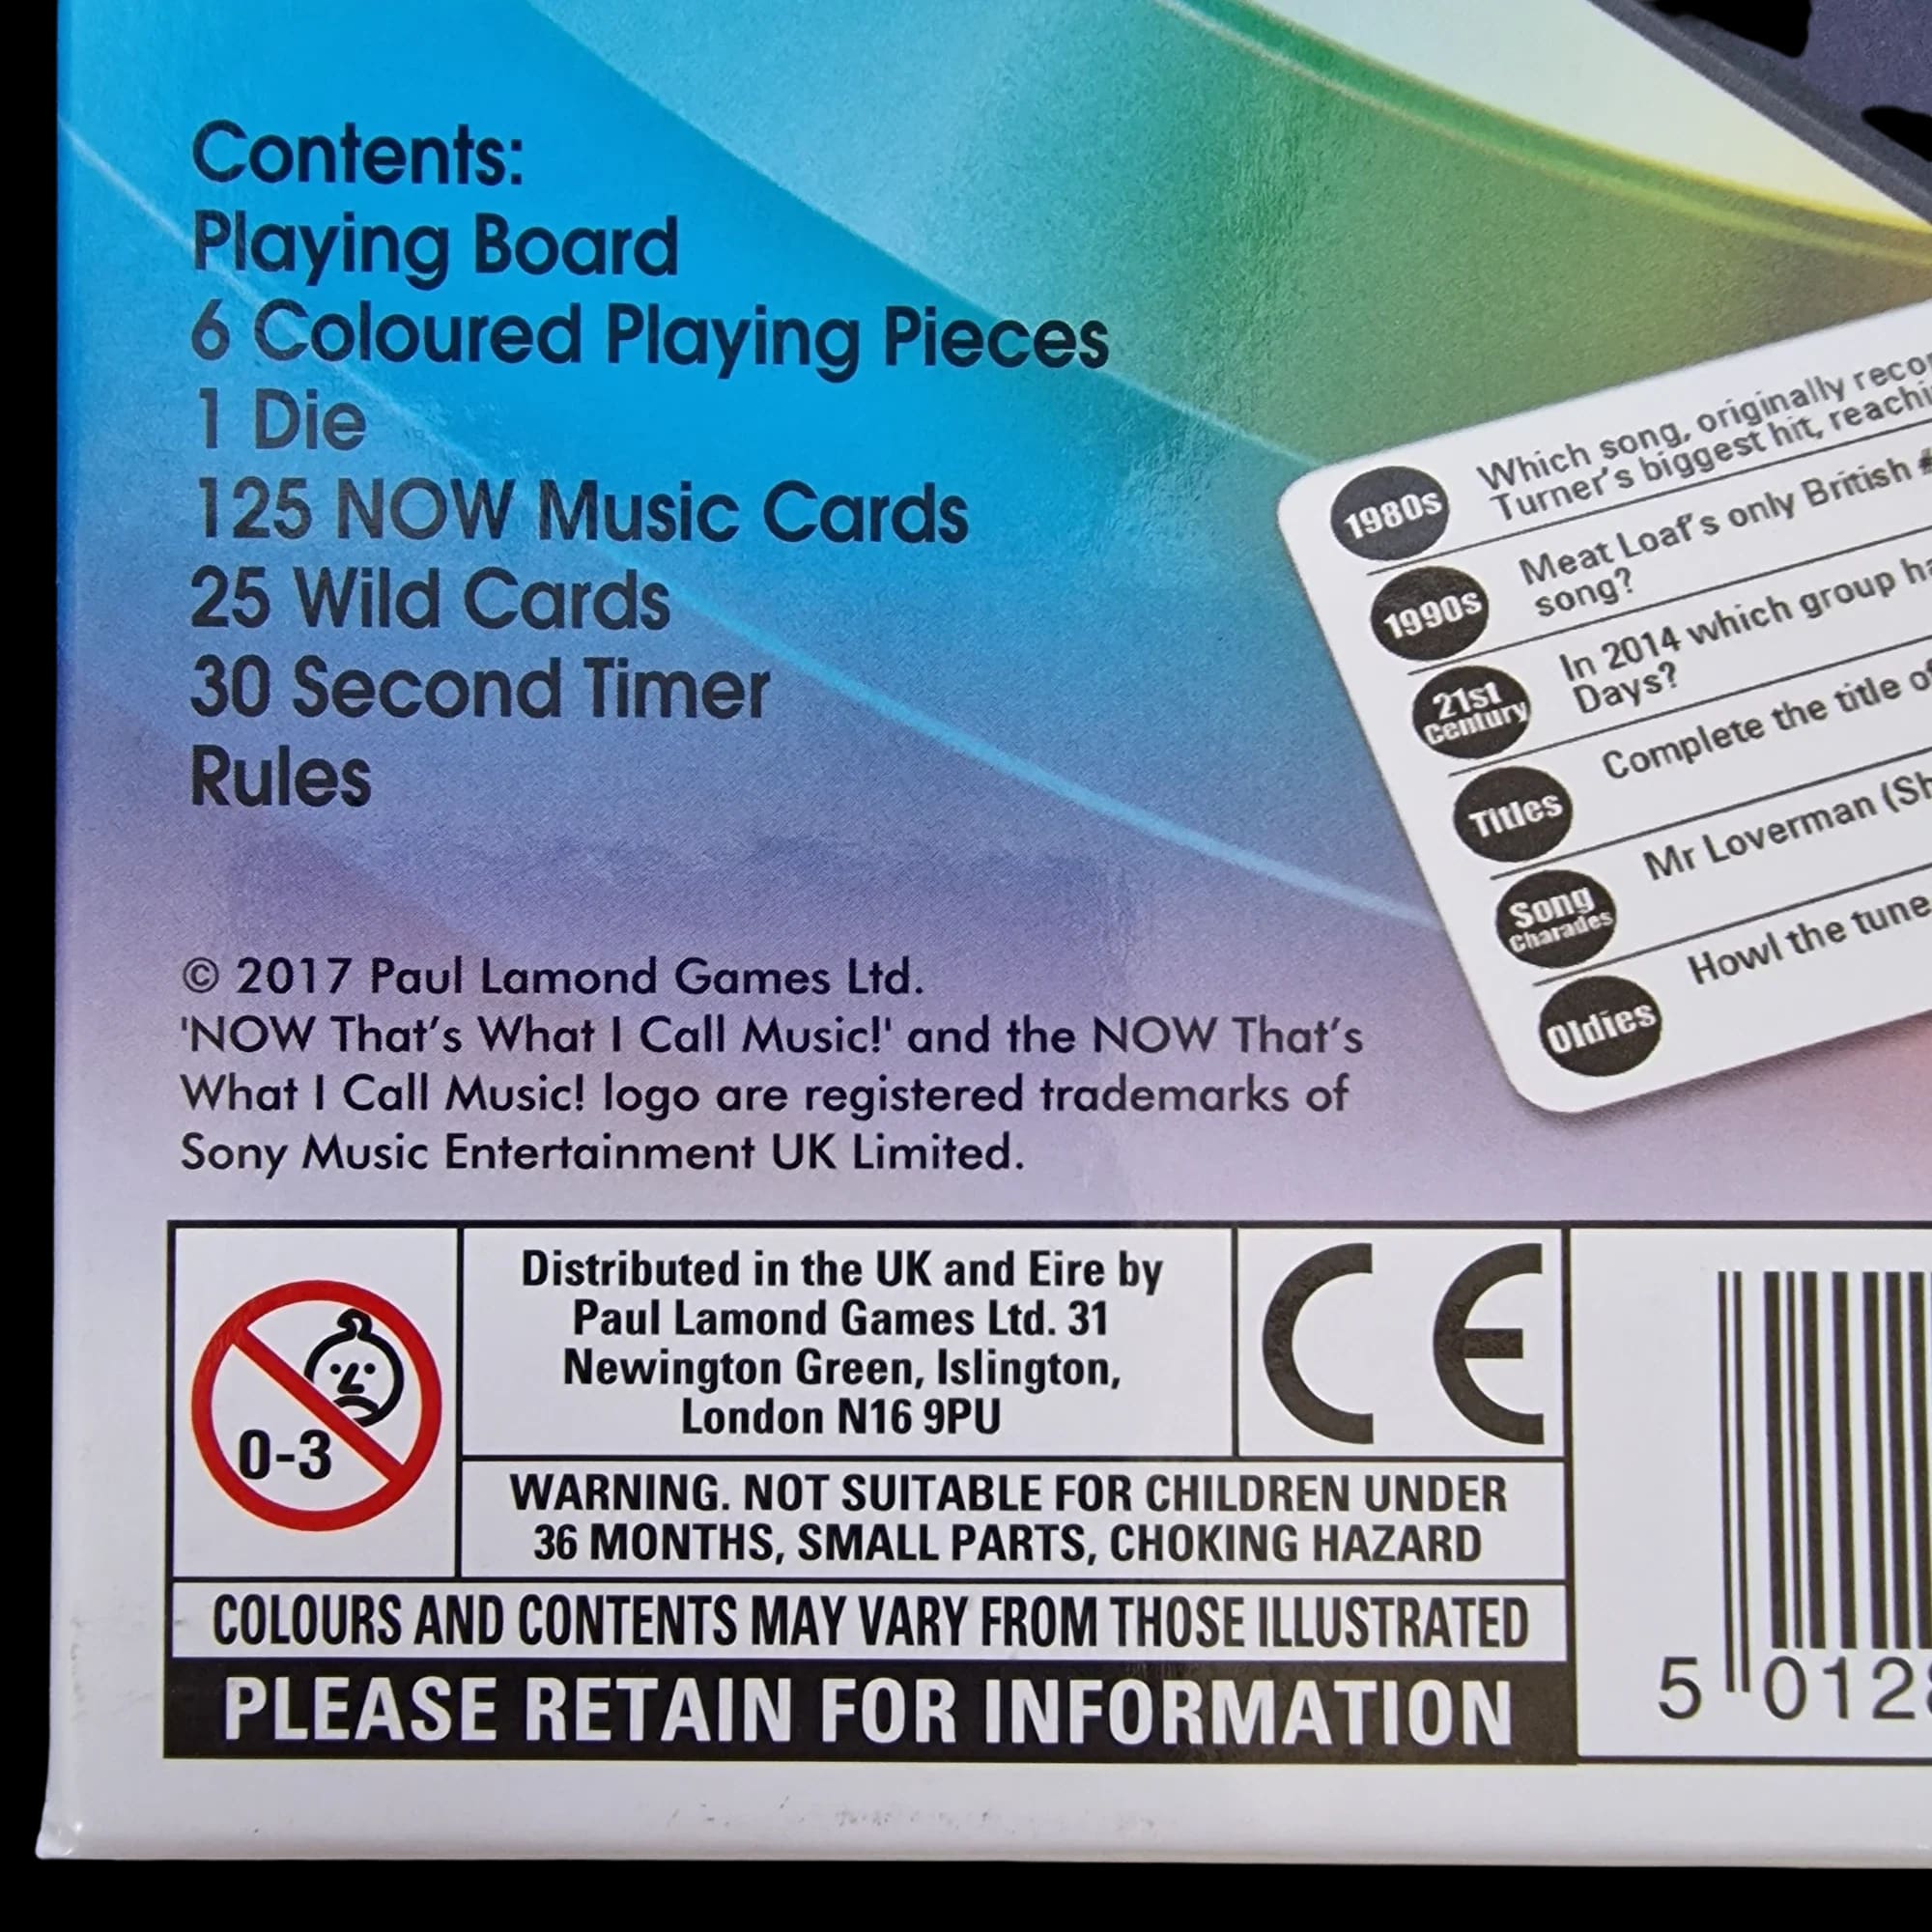 Contents:
Playing Board
6 Coloured Playing Pieces
1 Die
125 NOW Music Cards
25 Wild Cards
30 Second Timer
Rules
© 2017 Paul Lamond Games Ltd.
'NOW That's What I Call Music!' and the NOW That's
What I Call Music! logo are registered trademarks of
Sony Music Entertainment UK Limited.
1980s
Which song, originally
Turner's biggest hit,
1990s
Meat Loaf's only British
song?
21st
century
In 2014 which group
Days?
Titles
Complete the title
Song
Charades
Mr Loverman
Oldies
Howl the tune
0-3
Distributed in the UK and Eire by
Paul Lamond Games Ltd. 31
Newington Green, Islington,
London N16 9PU
CE
WARNING. NOT SUITABLE FOR CHILDREN UNDER
36 MONTHS, SMALL PARTS, CHOKING HAZARD
COLOURS AND CONTENTS MAY VARY FROM THOSE ILLUSTRATED
PLEASE RETAIN FOR INFORMATION
5 012